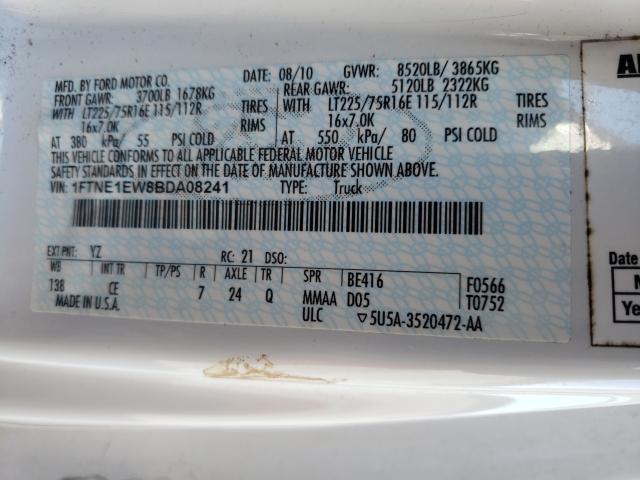 MFD. BY FORD MOTOR CO.
DATE: 08/10 GVWR: 8520LB/ 3865KG
FRONT GAWR: 3700LB 1678KG
REAR GAWR: 5120LB 2322KG
WITH LT225/75R16E 115/112R TIRES
WITH LT225/75R16E 115/112R TIRES
16x7.0K RIMS
16x7.0K RIMS
AT 380 kPa/ 55 PSI COLD
AT 550 kPa/ 80 PSI COLD
THIS VEHICLE CONFORMS TO ALL APPLICABLE FEDERAL MOTOR VEHICLE
SAFETY STANDARDS IN EFFECT ON THE DATE OF MANUFACTURE SHOWN ABOVE.
VIN: 1FTNE1EW8BDA08241 TYPE: Truck
EXT PNT: YZ RC: 21 DSO:
WB INT TR TP/PS R AXLE TR SPR BE416 F0566
138 CE 7 24 Q MMAA D05 T0752
MADE IN U.S.A. ULC ▽5U5A-3520472-AA
Date
Ye